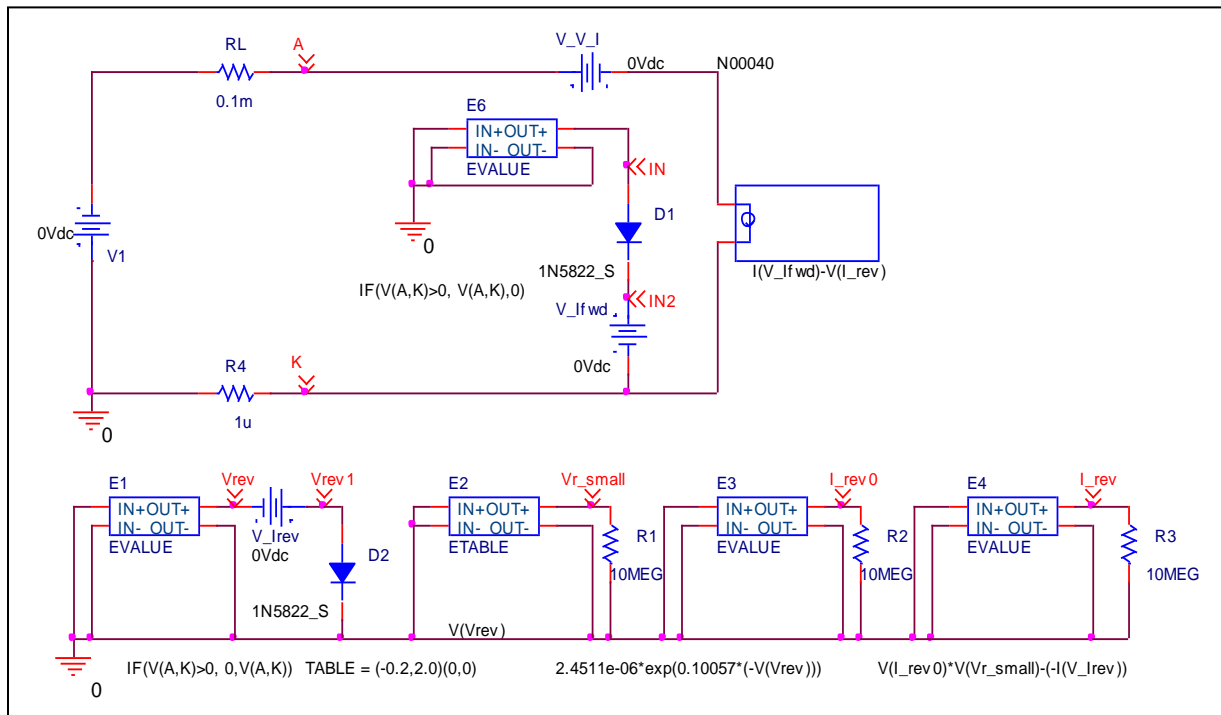 RL
A
V_V_I
0.1m
0Vdc
N00040
E6
IN+OUT+
IN- OUT-
EVALUE
IN
D1
0Vdc
V1
0
1N5822_S
I(V_Ifwd)-V(I_rev)
IF(V(A,K)>0, V(A,K),0)
IN2
V_Ifwd
0Vdc
R4
K
1u
0
E1
Vrev
Vrev1
E2
Vr_small
E3
I_rev0
E4
I_rev
IN+OUT+
IN- OUT-
EVALUE
V_Irev
0Vdc
D2
1N5822_S
IN+OUT+
IN- OUT-
ETABLE
R1
10MEG
IN+OUT+
IN- OUT-
EVALUE
R2
10MEG
IN+OUT+
IN- OUT-
EVALUE
R3
10MEG
V(Vrev)
0
IF(V(A,K)>0, 0,V(A,K))
TABLE = (-0.2,2.0)(0,0)
2.4511e-06*exp(0.10057*(-V(Vrev)))
V(I_rev0)*V(Vr_small)-(-I(V_Irev))